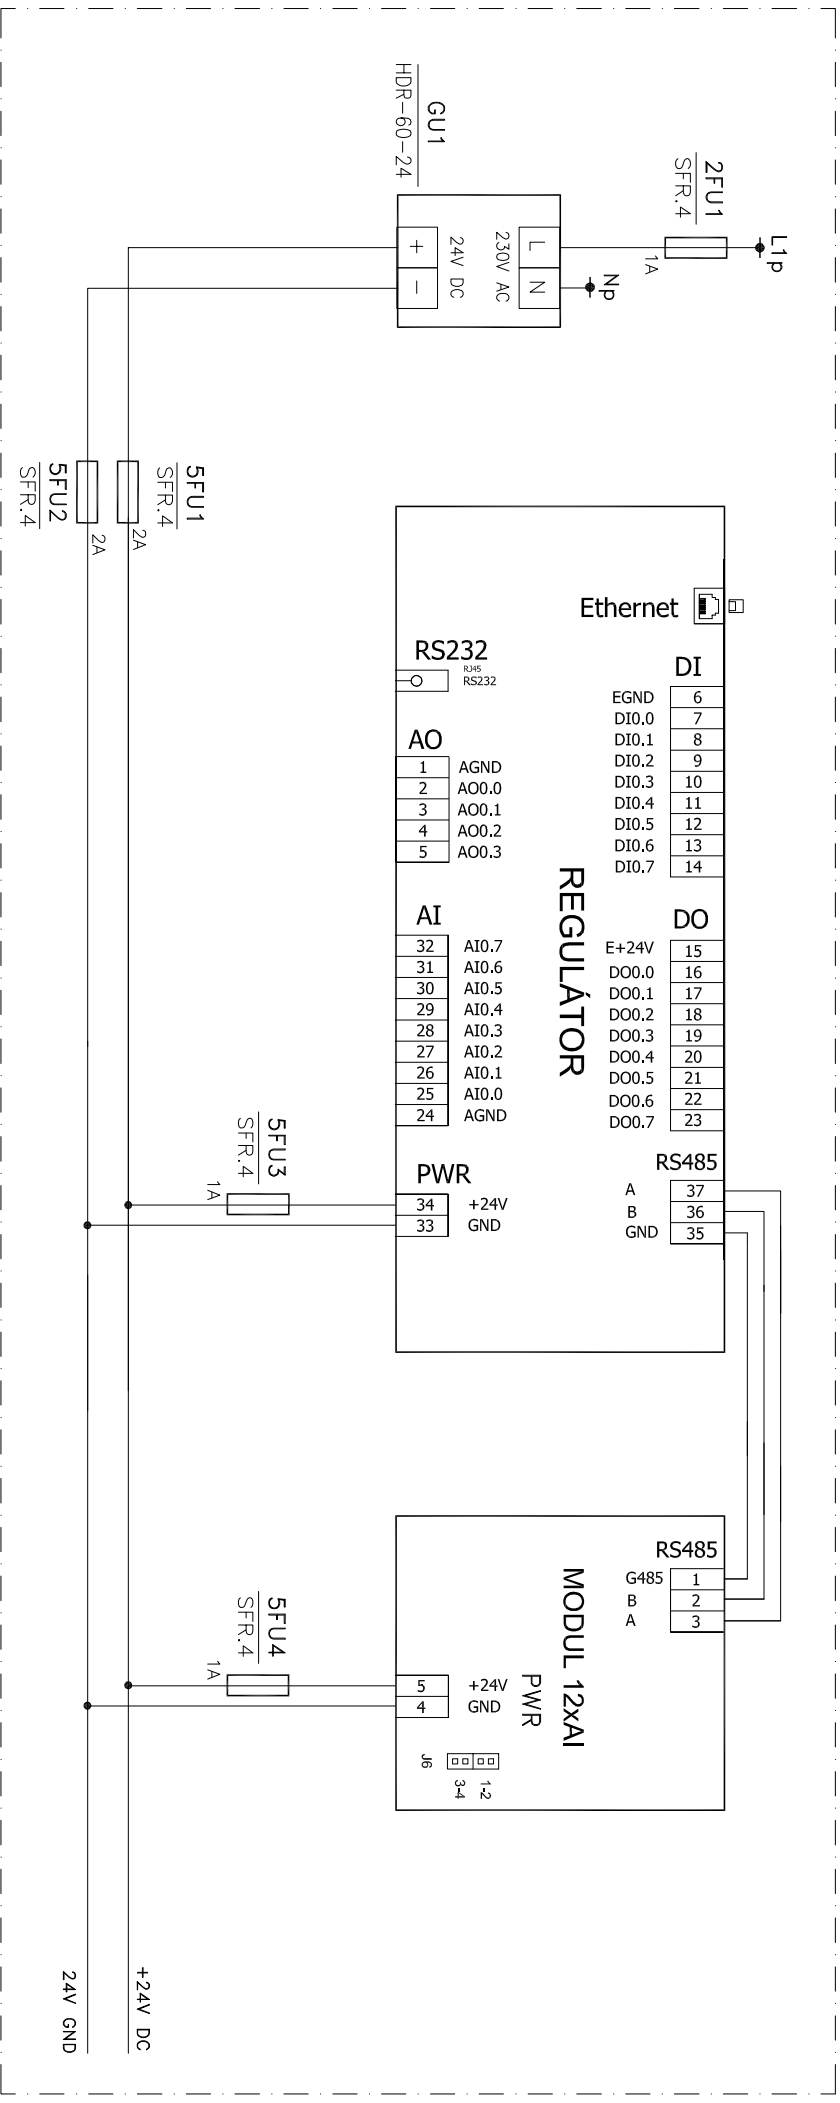 L1p
2FU1
SFR.4
1A
Np
GU1
HDR-60-24
L
N
230V AC
24V DC
+
-
5FU1
SFR.4
2A
5FU2
SFR.4
2A
REGULÁTOR
Ethernet
RS232
RJ45
RS232
DI
EGND 6
DI0.0 7
DI0.1 8
DI0.2 9
DI0.3 10
DI0.4 11
DI0.5 12
DI0.6 13
DI0.7 14
AO
1 AGND
2 AO0.0
3 AO0.1
4 AO0.2
5 AO0.3
DO
E+24V 15
DO0.0 16
DO0.1 17
DO0.2 18
DO0.3 19
DO0.4 20
DO0.5 21
DO0.6 22
DO0.7 23
AI
32 AI0.7
31 AI0.6
30 AI0.5
29 AI0.4
28 AI0.3
27 AI0.2
26 AI0.1
25 AI0.0
24 AGND
RS485
A 37
B 36
GND 35
PWR
34 +24V
33 GND
5FU3
SFR.4
1A
MODUL 12xAI
RS485
G485 1
B 2
A 3
PWR
5 +24V
4 GND
J6
1-2
3-4
5FU4
SFR.4
1A
+24V DC
24V GND